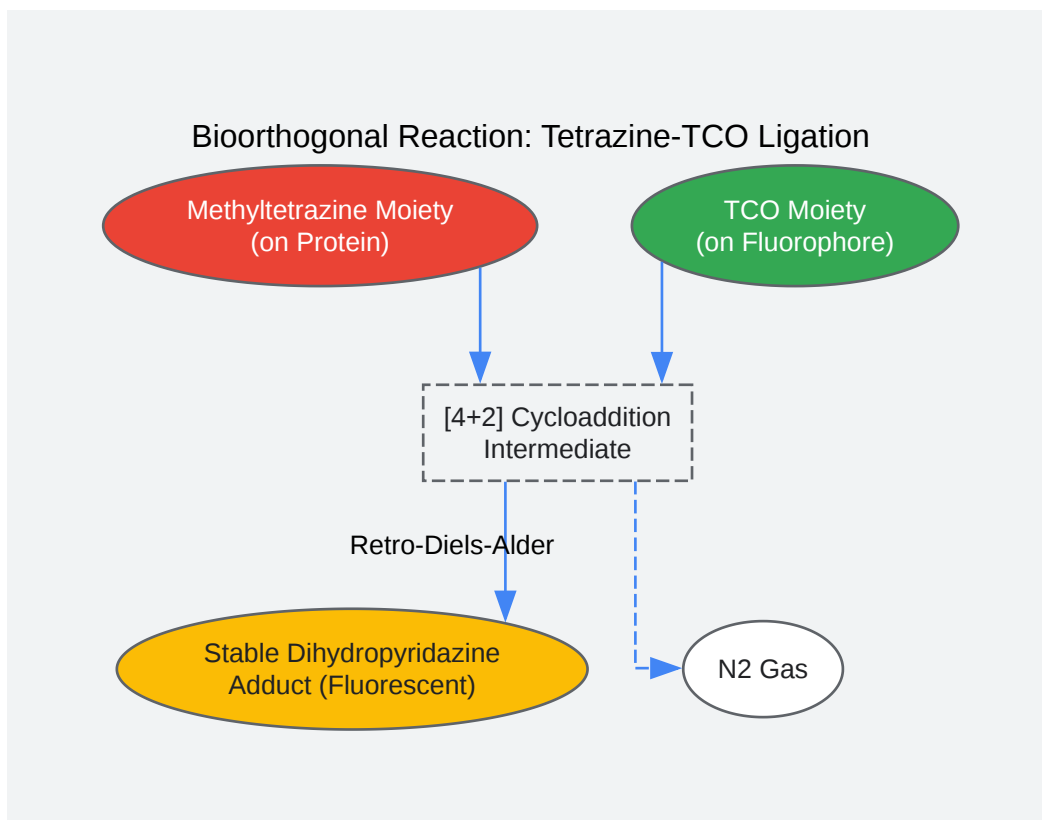 Bioorthogonal Reaction: Tetrazine-TCO Ligation
Methyltetrazine Moiety
(on Protein)
TCO Moiety
(on Fluorophore)
[4+2] Cycloaddition
Intermediate
Retro-Diels-Alder
Stable Dihydropyridazine
Adduct (Fluorescent)
N2 Gas